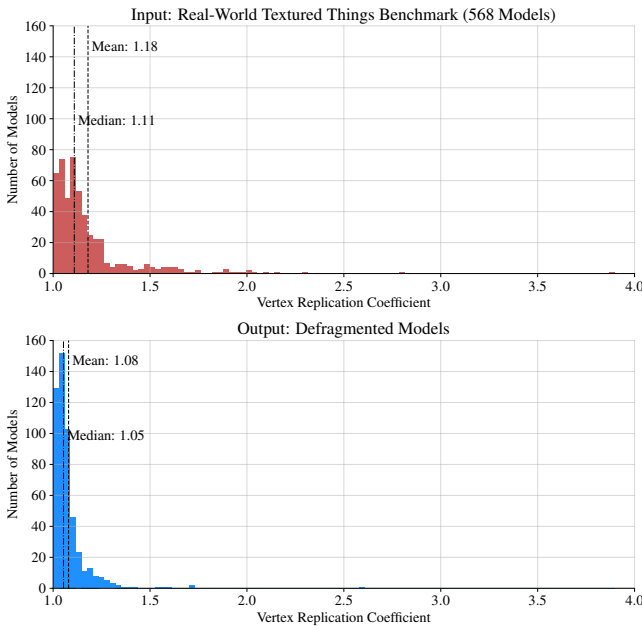 Input: Real-World Textured Things Benchmark (568 Models)
160
140
120
100
80
60
40
20
0
Number of Models
Mean: 1.18
Median: 1.11
1.0 1.5 2.0 2.5 3.0 3.5 4.0
Vertex Replication Coefficient
Output: Defragmented Models
160
140
120
100
80
60
40
20
0
Number of Models
Mean: 1.08
Median: 1.05
1.0 1.5 2.0 2.5 3.0 3.5 4.0
Vertex Replication Coefficient